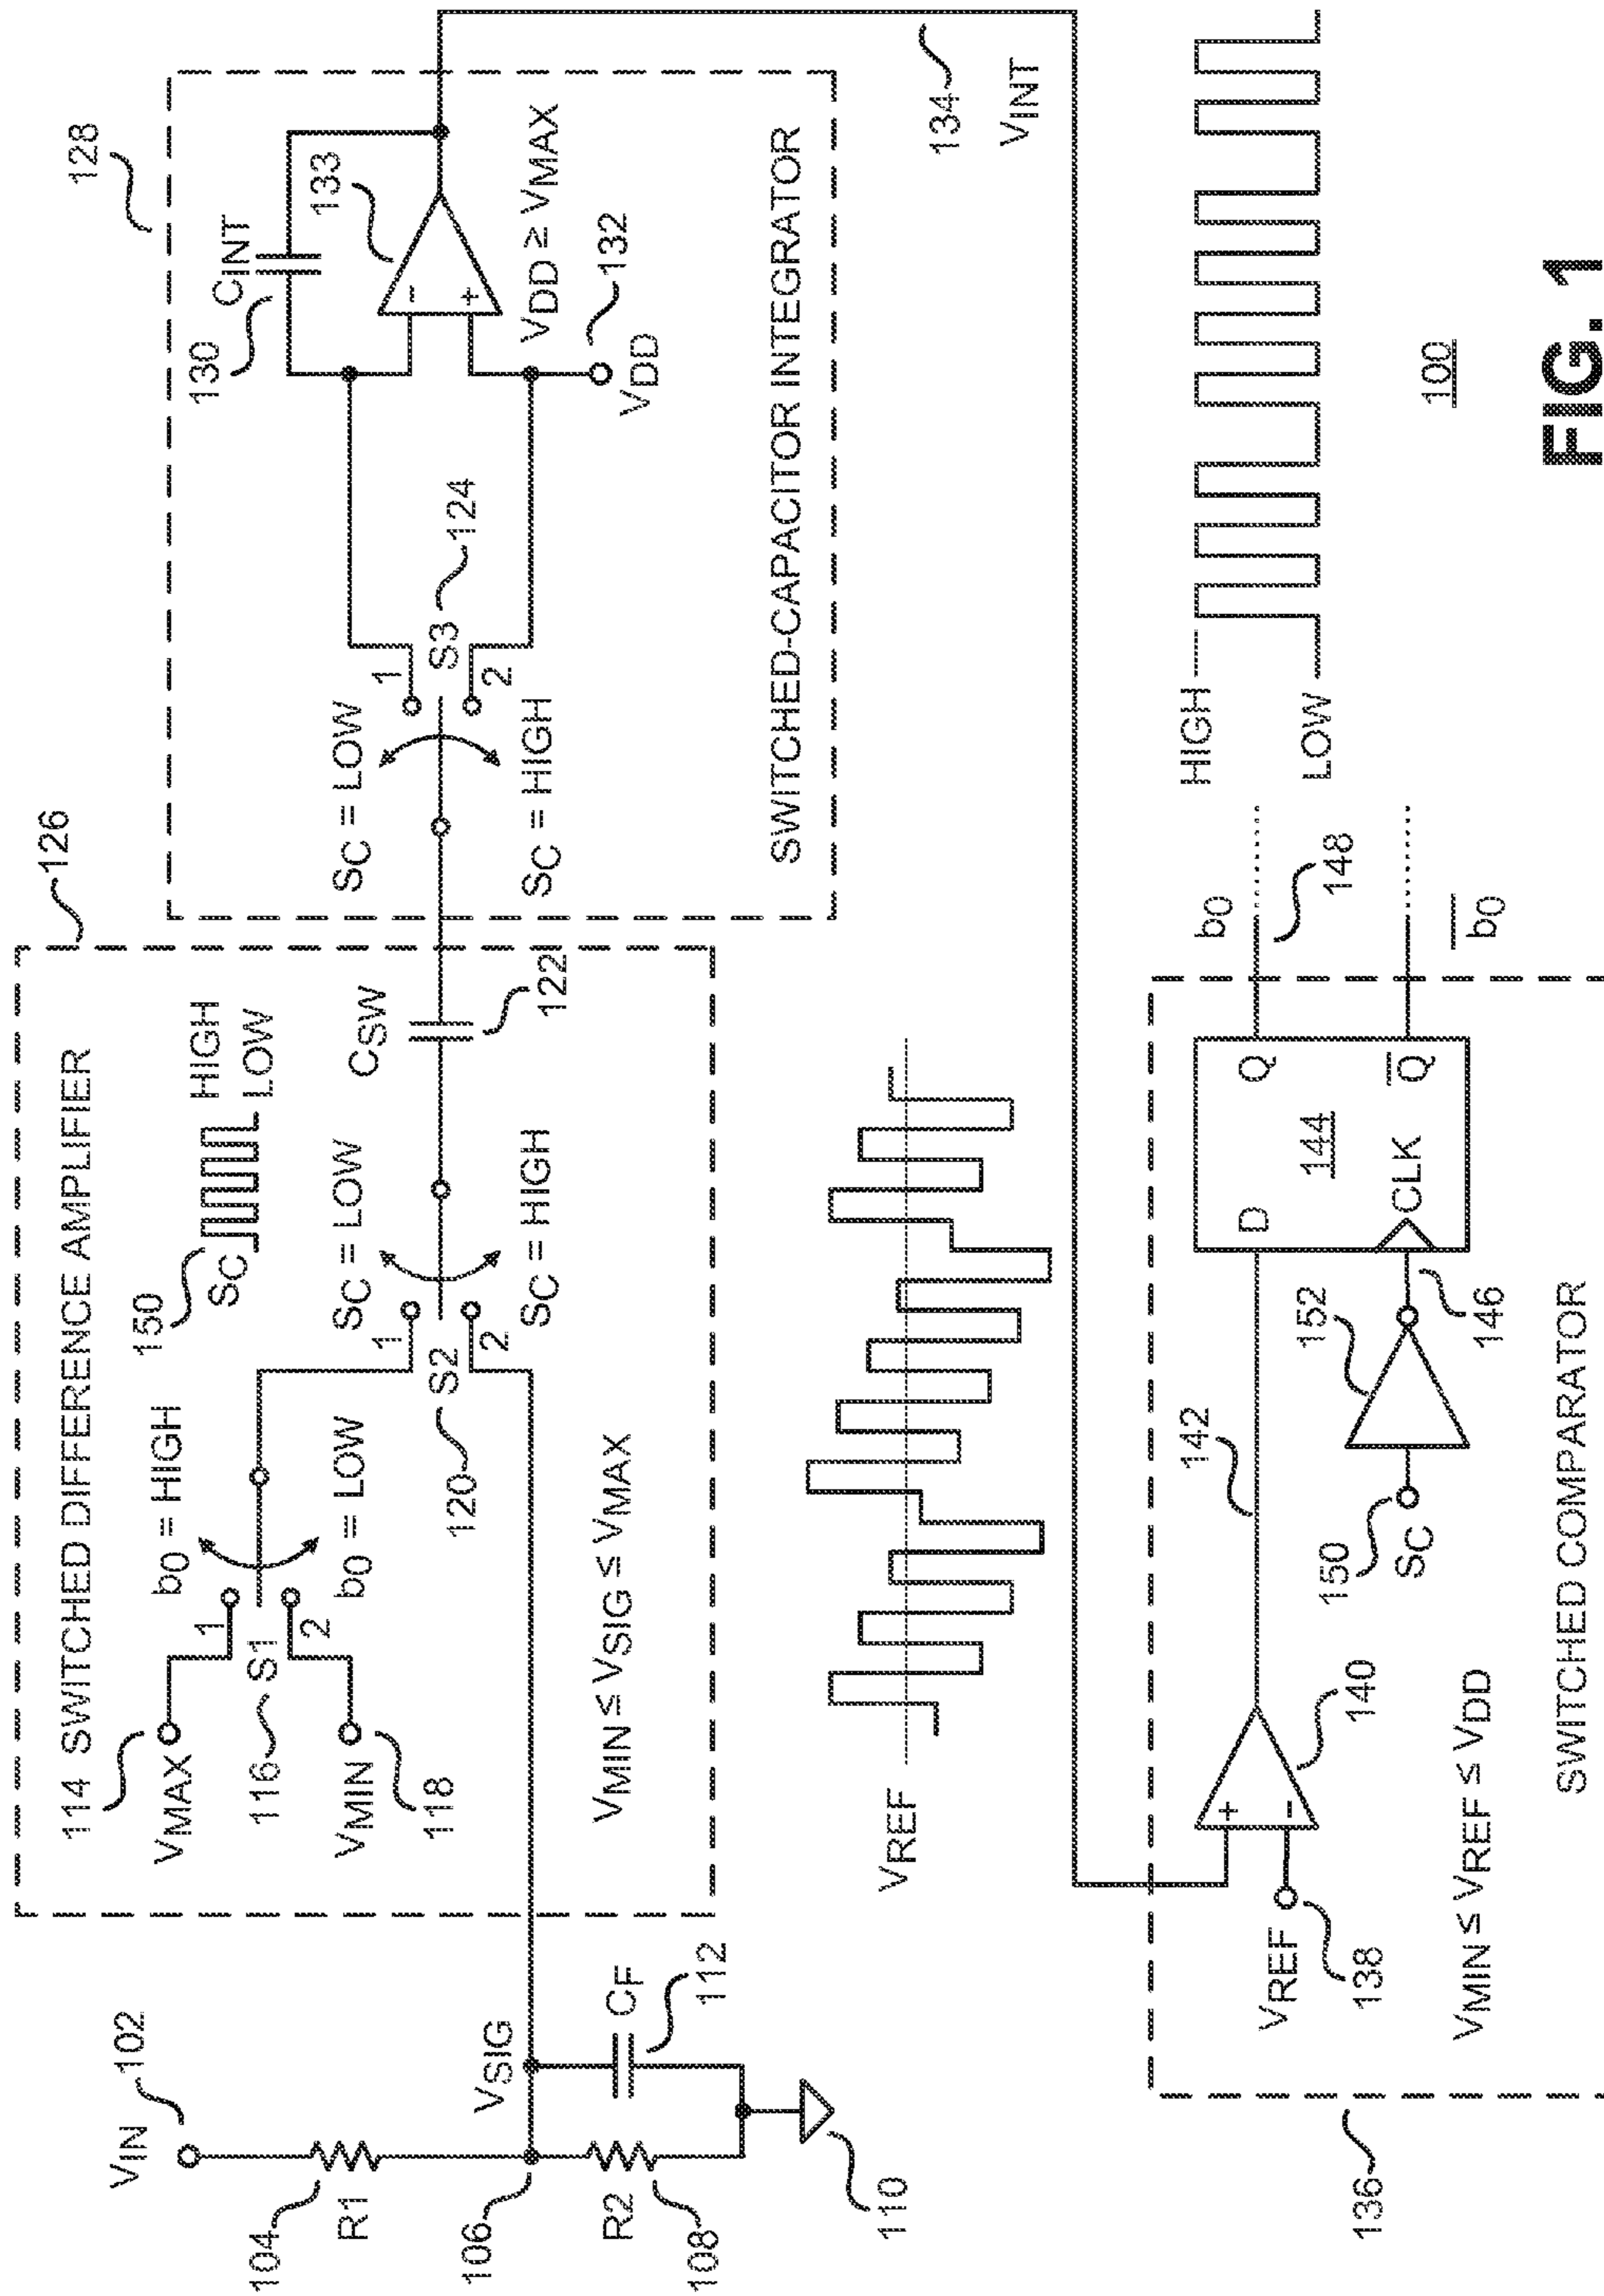 128
126
CINT
130
133
VDD ≥ VMAX
VDD
132
SC = LOW
1
S3
124
2
SC = HIGH
SWITCHED-CAPACITOR INTEGRATOR
134
VINT
114 SWITCHED DIFFERENCE AMPLIFIER
VMAX
150
SC
HIGH
LOW
b0 = HIGH
1
116
S1
2
b0 = LOW
VMIN
118
SC = LOW
1
S2
120
2
SC = HIGH
CSW
122
VMIN ≤ VSIG ≤ VMAX
102
VIN
104
R1
106
VSIG
R2
108
CF
112
110
VREF
136
VREF
138
140
142
VMIN ≤ VREF ≤ VDD
150
SC
152
146
D
Q
144
CLK
Q̅
b0
148
b̅0̅
HIGH
LOW
SWITCHED COMPARATOR
100
FIG. 1